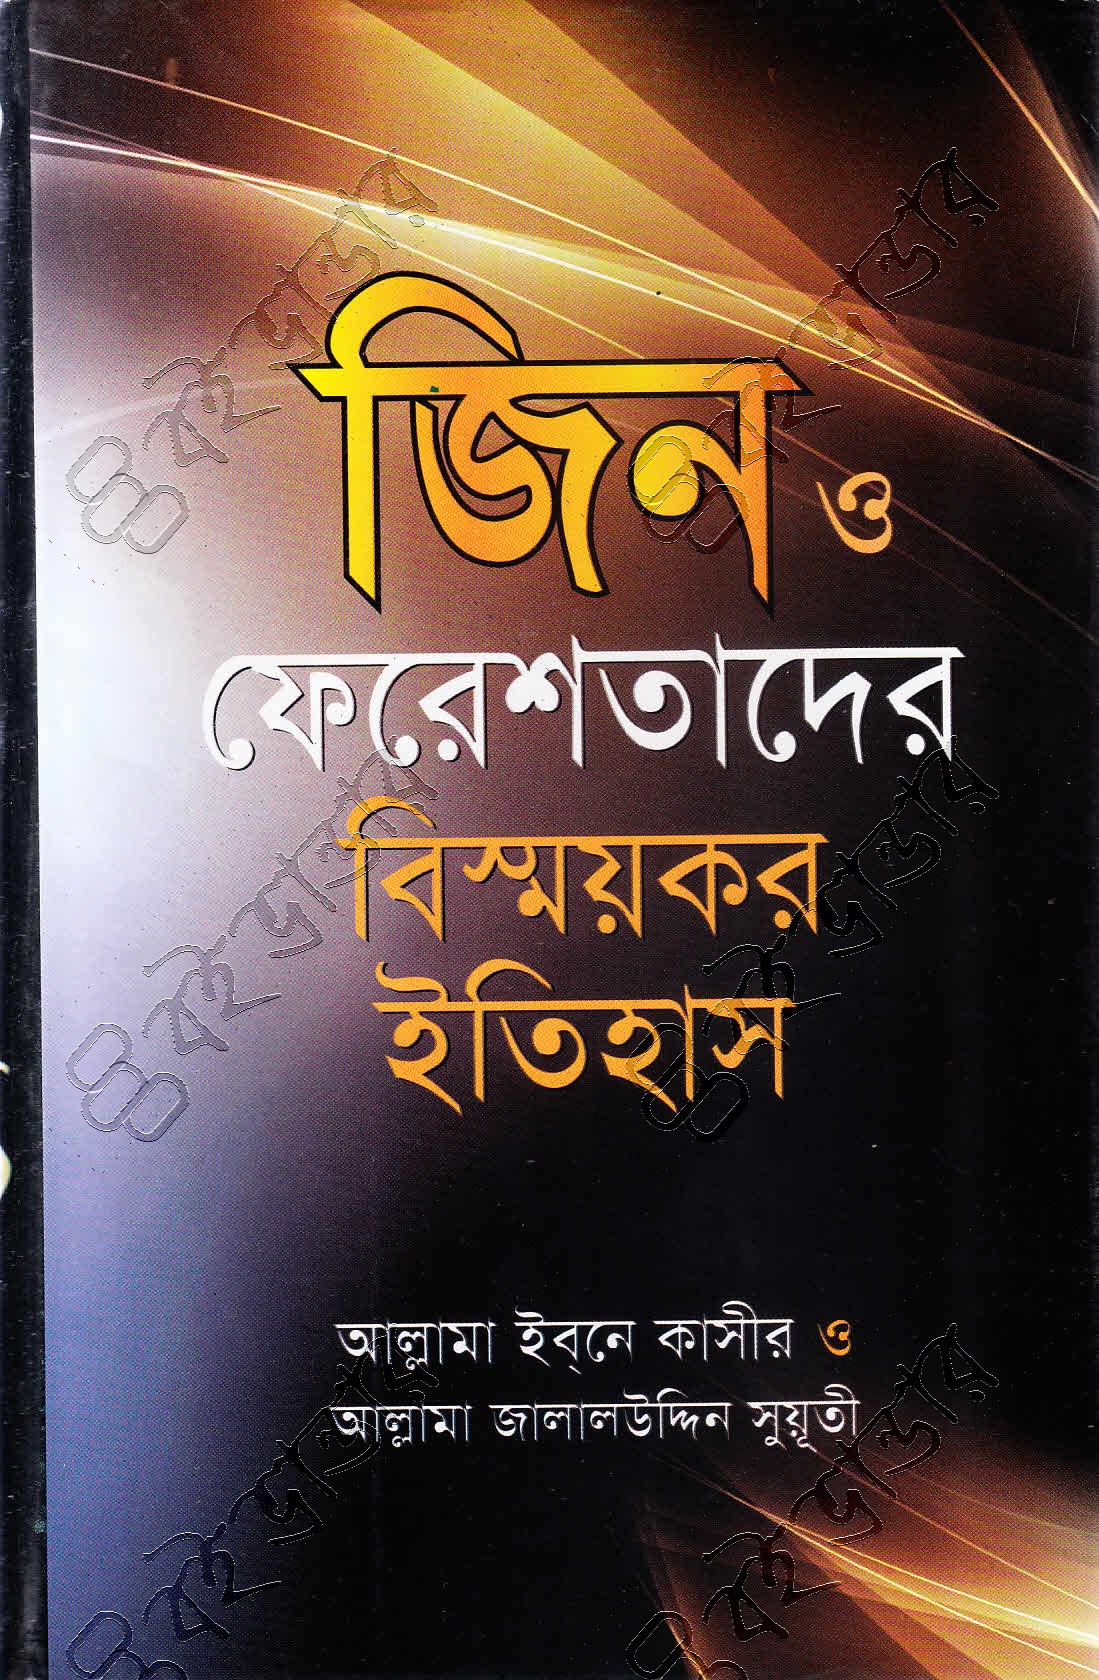 জিন ও
ফেরেশতাদের
বিস্ময়কর
ইতিহাস
আল্লামা ইব্‌নে কাসীর ও
আল্লামা জালালউদ্দিন সুয়ূতী